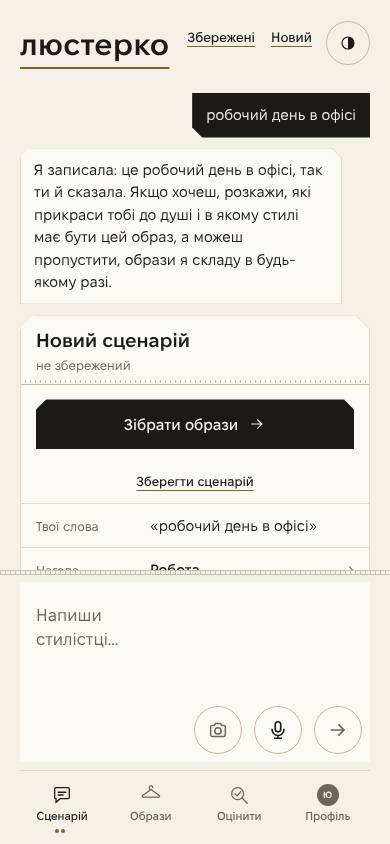 люстерко
Збережені
Новий
робочий день в офісі
Я записала: це робочий день в офісі, так
ти й сказала. Якщо хочеш, розкажи, які
прикраси тобі до душі і в якому стилі
має бути цей образ, а можеш
пропустити, образи я складу в будь-
якому разі.
Новий сценарій
не збережений
Зібрати образи →
Зберегти сценарій
Твої слова «робочий день в офісі»
Нагода Робота
Напиши
стилістці...
Сценарій
Образи
Оцінити
Ю
Профіль